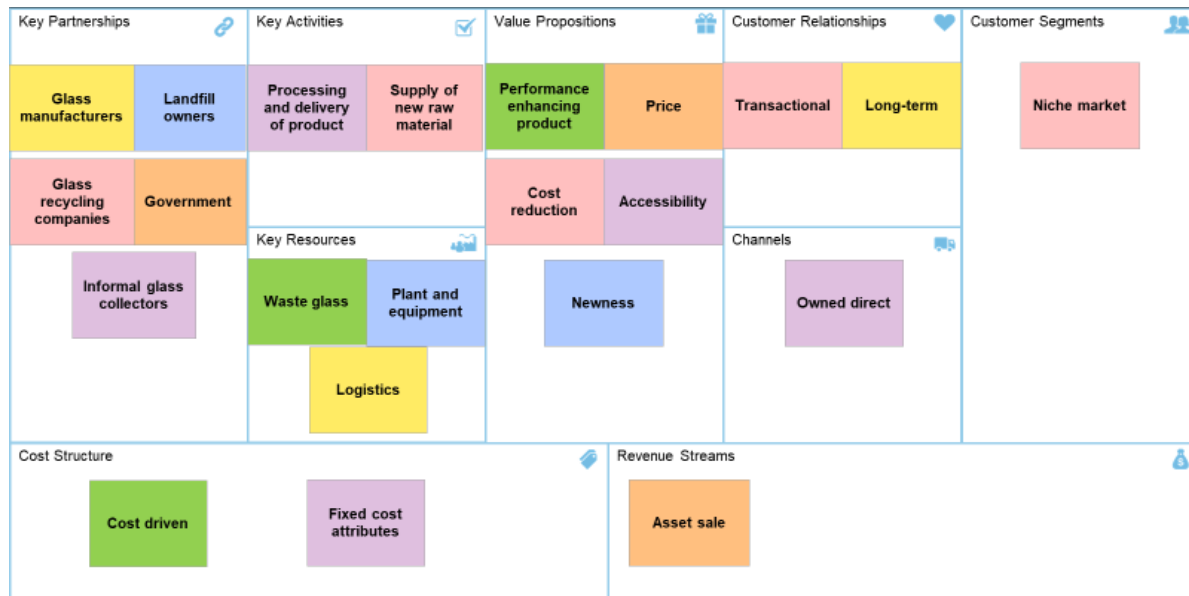 Key Partnerships
Glass
manufacturers
Landfill
owners
Glass
recycling
companies
Government
Informal glass
collectors
Key Activities
Processing
and delivery
of product
Supply of
new raw
material
Key Resources
Waste glass
Plant and
equipment
Logistics
Value Propositions
Performance
enhancing
product
Price
Cost
reduction
Accessibility
Newness
Customer Relationships
Transactional
Long-term
Channels
Owned direct
Customer Segments
Niche market
Cost Structure
Cost driven
Fixed cost
attributes
Revenue Streams
Asset sale
$